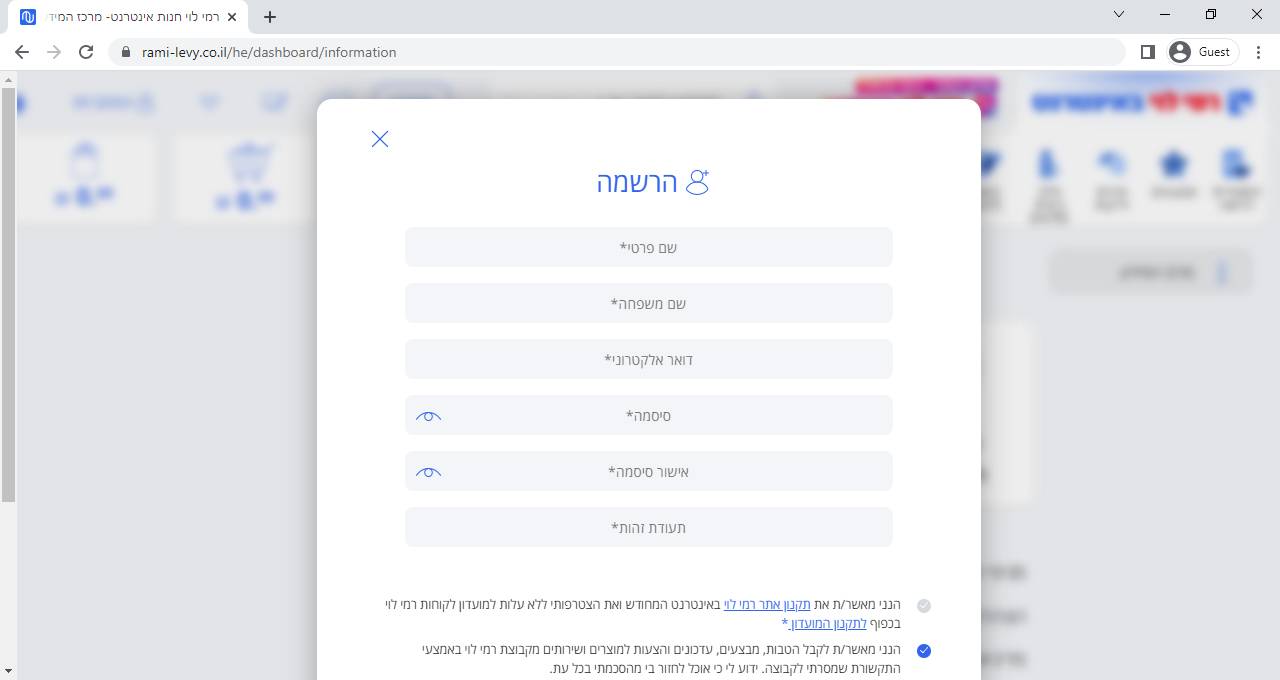 רמי לוי חנות אינטרנט- מרכז המיד
rami-levy.co.il/he/dashboard/information
Guest
רמי לוי באינטרנט
הרשמה
שם פרטי*
שם משפחה*
דואר אלקטרוני*
סיסמה*
אישור סיסמה*
תעודת זהות*
הנני מאשר/ת את תקנון אתר רמי לוי באינטרנט המחודש ואת הצטרפותי ללא עלות למועדון לקוחות רמי לוי
בכפוף לתקנון המועדון *
הנני מאשר/ת לקבל הטבות, מבצעים, עדכונים והצעות למוצרים ושירותים מקבוצת רמי לוי באמצעי
התקשורת שמסרתי לקבוצה. ידוע לי כי אוכל לחזור בי מהסכמתי בכל עת.